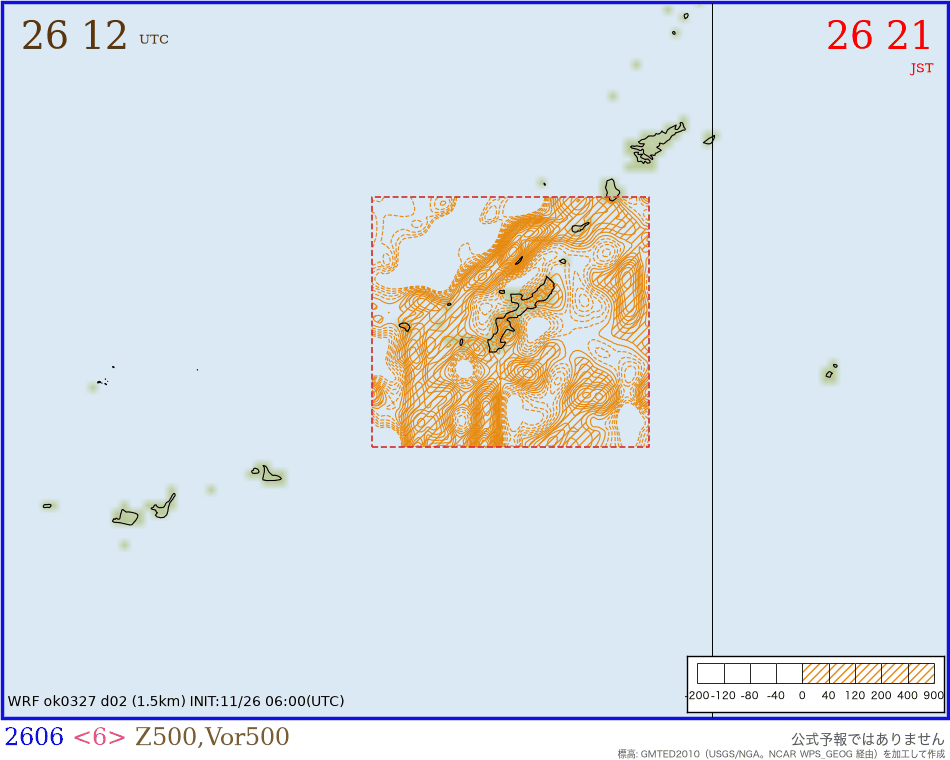 26 12 UTC
26 21
JST
-200 -120 -80 -40 0 40 120 200 400 900
WRF ok0327 d02 (1.5km) INIT:11/26 06:00(UTC)
2606 <6> Z500,Vor500
公式予報ではありません
標高: GMTED2010（USGS/NGA。NCAR WPS_GEOG 経由）を加工して作成